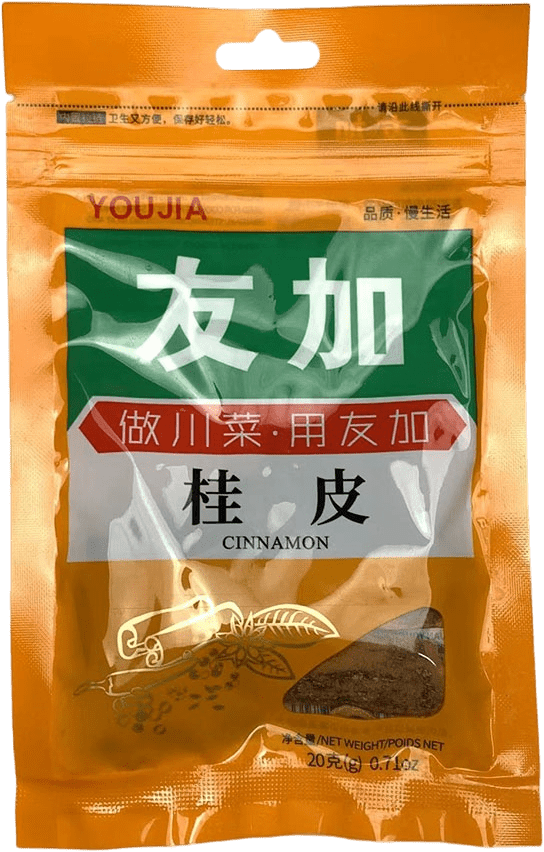 请沿此线撕开
卫生又方便，保存好轻松。
YOUJIA
品质·慢生活
友加
做川菜·用友加
桂皮
CINNAMON
净含量/NET WEIGHT/POIDS NET
20克(g) 0.71oz